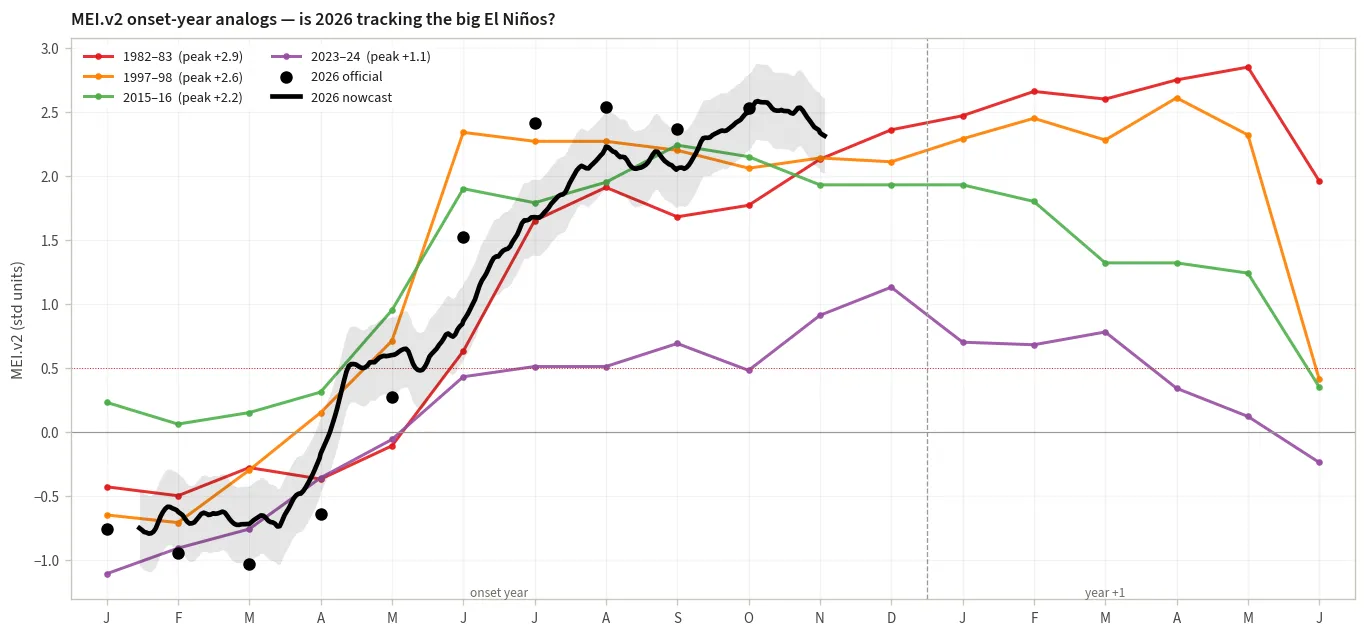 MEI.v2 onset-year analogs — is 2026 tracking the big El Niños?
1982–83 (peak +2.9)
1997–98 (peak +2.6)
2015–16 (peak +2.2)
2023–24 (peak +1.1)
2026 official
2026 nowcast
MEI.v2 (std units)
3.0
2.5
2.0
1.5
1.0
0.5
0.0
−0.5
−1.0
onset year
year +1
J F M A M J J A S O N D J F M A M J